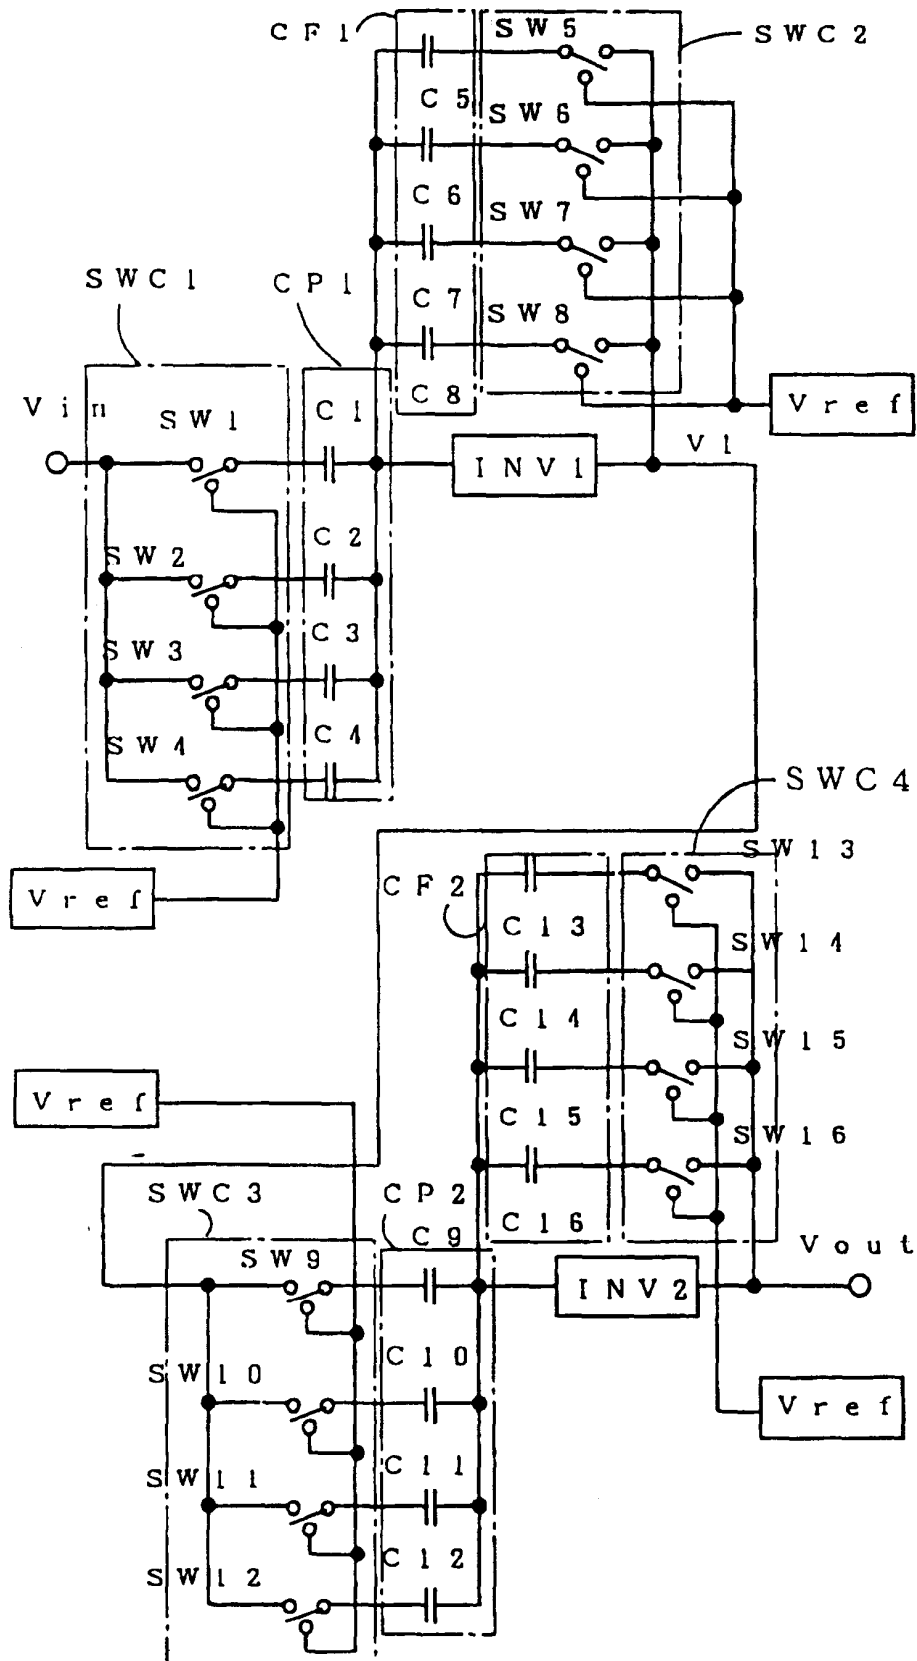 CF1
SW5
SWC2
C5
SW6
C6
SW7
C7
SW8
C8
SWC1
CP1
Vin
SW1
C1
Vref
INV1
V1
SW2
C2
SW3
C3
SW4
C4
Vref
SWC4
SW13
CF2
C13
SW14
C14
SW15
Vref
C15
SW16
SWC3
CP2
C16
C9
SW9
Vout
INV2
SW10
C10
Vref
SW11
C11
SW12
C12